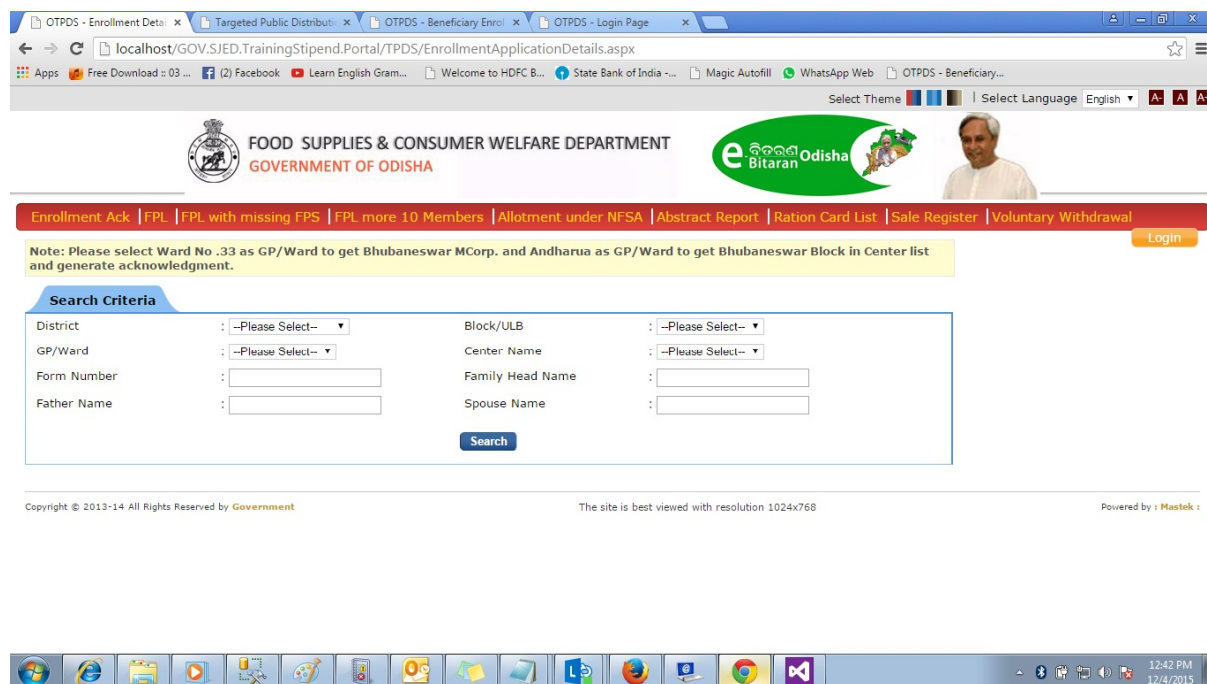 OTPDS - Enrollment Detai
Targeted Public Distributi
OTPDS - Beneficiary Enrol
OTPDS - Login Page
localhost/GOV.SJED.TrainingStipend.Portal/TPDS/EnrollmentApplicationDetails.aspx
Apps Free Download :: 03 ... (2) Facebook Learn English Gram... Welcome to HDFC B... State Bank of India -... Magic Autofill WhatsApp Web OTPDS - Beneficiary...
Select Theme | Select Language English A- A A+
FOOD SUPPLIES & CONSUMER WELFARE DEPARTMENT
GOVERNMENT OF ODISHA
e ବିତରଣ Bitaran Odisha
Enrollment Ack |FPL |FPL with missing FPS |FPL more 10 Members |Allotment under NFSA |Abstract Report |Ration Card List |Sale Register |Voluntary Withdrawal
Login
Note: Please select Ward No .33 as GP/Ward to get Bhubaneswar MCorp. and Andharua as GP/Ward to get Bhubaneswar Block in Center list
and generate acknowledgment.
Search Criteria
District : --Please Select-- Block/ULB : --Please Select--
GP/Ward : --Please Select-- Center Name : --Please Select--
Form Number : Family Head Name :
Father Name : Spouse Name :
Search
Copyright © 2013-14 All Rights Reserved by Government The site is best viewed with resolution 1024x768 Powered by : Mastek :
12:42 PM
12/4/2015